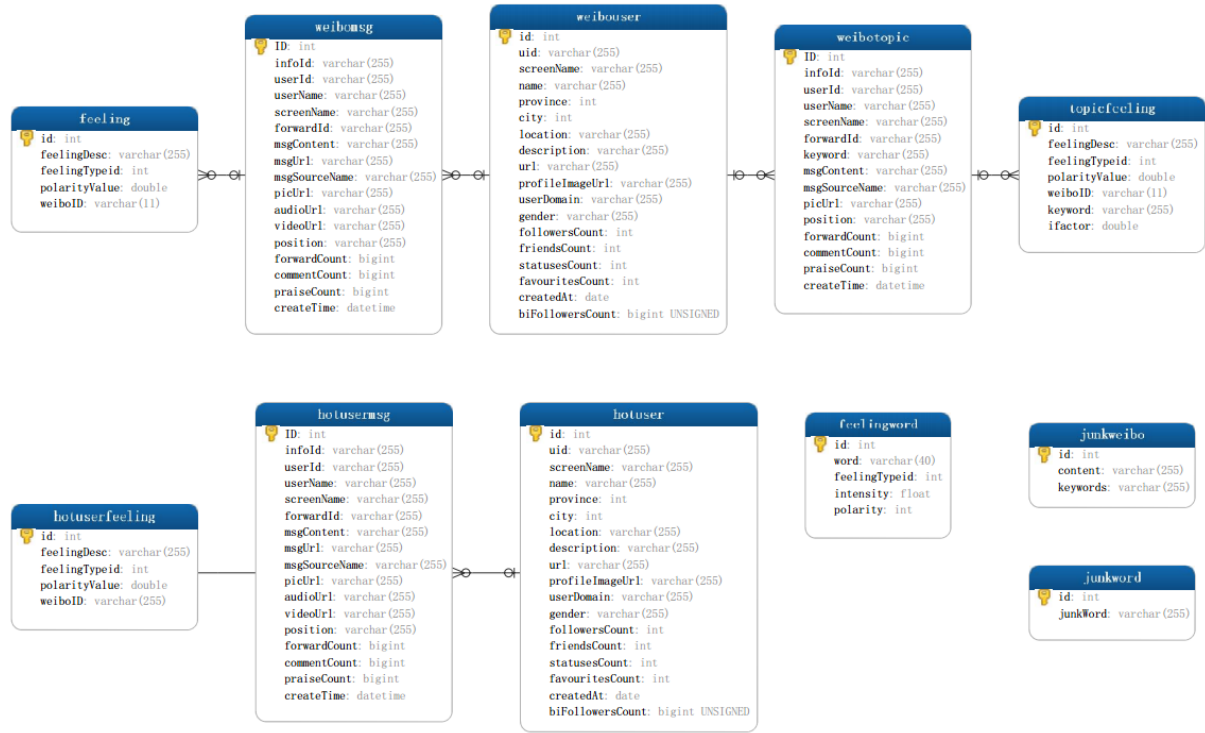 feeling
id: int
feelingDesc: varchar(255)
feelingTypeid: int
polarityValue: double
weiboID: varchar(11)
weibomsg
ID: int
infoId: varchar(255)
userId: varchar(255)
userName: varchar(255)
screenName: varchar(255)
forwardId: varchar(255)
msgContent: varchar(255)
msgUrl: varchar(255)
msgSourceName: varchar(255)
picUrl: varchar(255)
audioUrl: varchar(255)
videoUrl: varchar(255)
position: varchar(255)
forwardCount: bigint
commentCount: bigint
praiseCount: bigint
createTime: datetime
weibouser
id: int
uid: varchar(255)
screenName: varchar(255)
name: varchar(255)
province: int
city: int
location: varchar(255)
description: varchar(255)
url: varchar(255)
profileImageUrl: varchar(255)
userDomain: varchar(255)
gender: varchar(255)
followersCount: int
friendsCount: int
statusesCount: int
favouritesCount: int
createdAt: date
biFollowersCount: bigint UNSIGNED
weibotopic
ID: int
infoId: varchar(255)
userId: varchar(255)
userName: varchar(255)
screenName: varchar(255)
forwardId: varchar(255)
keyword: varchar(255)
msgContent: varchar(255)
msgSourceName: varchar(255)
picUrl: varchar(255)
position: varchar(255)
forwardCount: bigint
commentCount: bigint
praiseCount: bigint
createTime: datetime
topicfeeling
id: int
feelingDesc: varchar(255)
feelingTypeid: int
polarityValue: double
weiboID: varchar(11)
keyword: varchar(255)
ifactor: double
hotuserfeeling
id: int
feelingDesc: varchar(255)
feelingTypeid: int
polarityValue: double
weiboID: varchar(255)
hotusermsg
ID: int
infoId: varchar(255)
userId: varchar(255)
userName: varchar(255)
screenName: varchar(255)
forwardId: varchar(255)
msgContent: varchar(255)
msgUrl: varchar(255)
msgSourceName: varchar(255)
picUrl: varchar(255)
audioUrl: varchar(255)
videoUrl: varchar(255)
position: varchar(255)
forwardCount: bigint
commentCount: bigint
praiseCount: bigint
createTime: datetime
hotuser
id: int
uid: varchar(255)
screenName: varchar(255)
name: varchar(255)
province: int
city: int
location: varchar(255)
description: varchar(255)
url: varchar(255)
profileImageUrl: varchar(255)
userDomain: varchar(255)
gender: varchar(255)
followersCount: int
friendsCount: int
statusesCount: int
favouritesCount: int
createdAt: date
biFollowersCount: bigint UNSIGNED
feelingword
id: int
word: varchar(40)
feelingTypeid: int
intensity: float
polarity: int
junkweibo
id: int
content: varchar(255)
keywords: varchar(255)
junkword
id: int
junkWord: varchar(255)